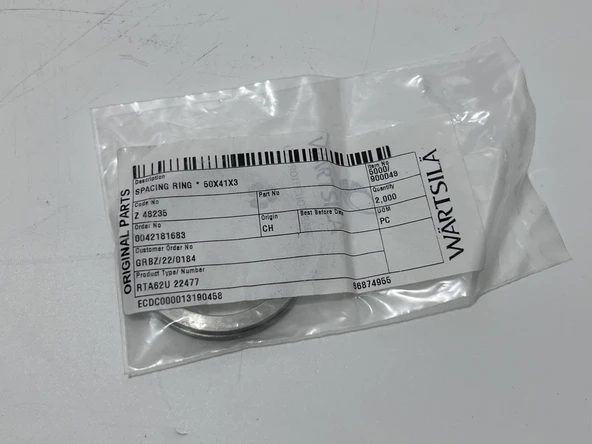 ORIGINAL PARTS
Description
SPACING RING * 50X41X3
Item No
5000/
900048
Code No
Z 48235
Part No
Quantity
2,000
Order No
0042181683
Origin
CH
Best Before
UOM
PC
Customer Order No
GRBZ/22/0184
Product Type/ Number
RTA62U 22477
ECDC000013190458
86874955
WÄRTSILÄ